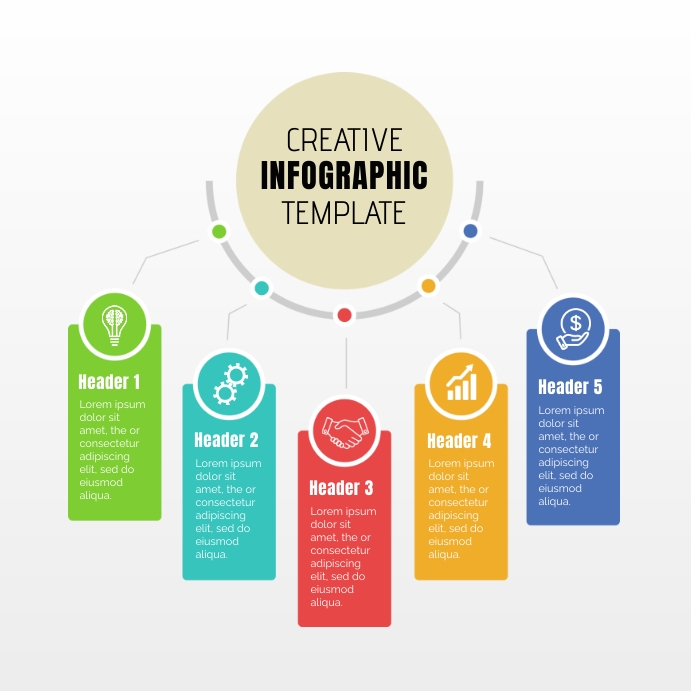 CREATIVE
INFOGRAPHIC
TEMPLATE
Header 1
Lorem ipsum
dolor sit
amet, the or
consectetur
adipiscing
elit, sed do
eiusmod
aliqua.
Header 2
Lorem ipsum
dolor sit
amet, the or
consectetur
adipiscing
elit, sed do
eiusmod
aliqua.
Header 3
Lorem ipsum
dolor sit
amet, the or
consectetur
adipiscing
elit, sed do
eiusmod
aliqua.
Header 4
Lorem ipsum
dolor sit
amet, the or
consectetur
adipiscing
elit, sed do
eiusmod
aliqua.
$
Header 5
Lorem ipsum
dolor sit
amet, the or
consectetur
adipiscing
elit, sed do
eiusmod
aliqua.